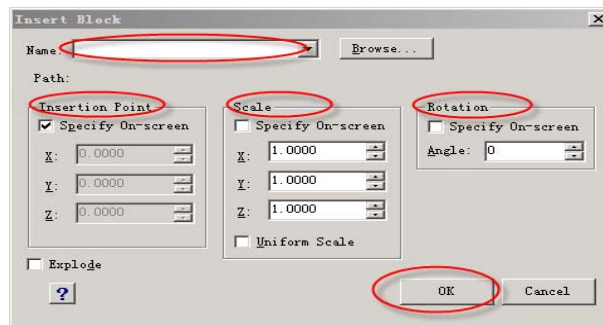 Insert Block
Name: Browse...
Path:
Insertion Point Scale Rotation
Specify On-screen Specify On-screen Specify On-screen
X: 0.0000 X: 1.0000 Angle: 0
Y: 0.0000 Y: 1.0000
Z: 0.0000 Z: 1.0000
Uniform Scale
Explode
? OK Cancel